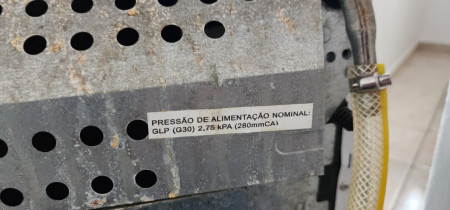 PRESSÃO DE ALIMENTAÇÃO NOMINAL:
GLP (G30) 2,75 kPA (280mmCA)